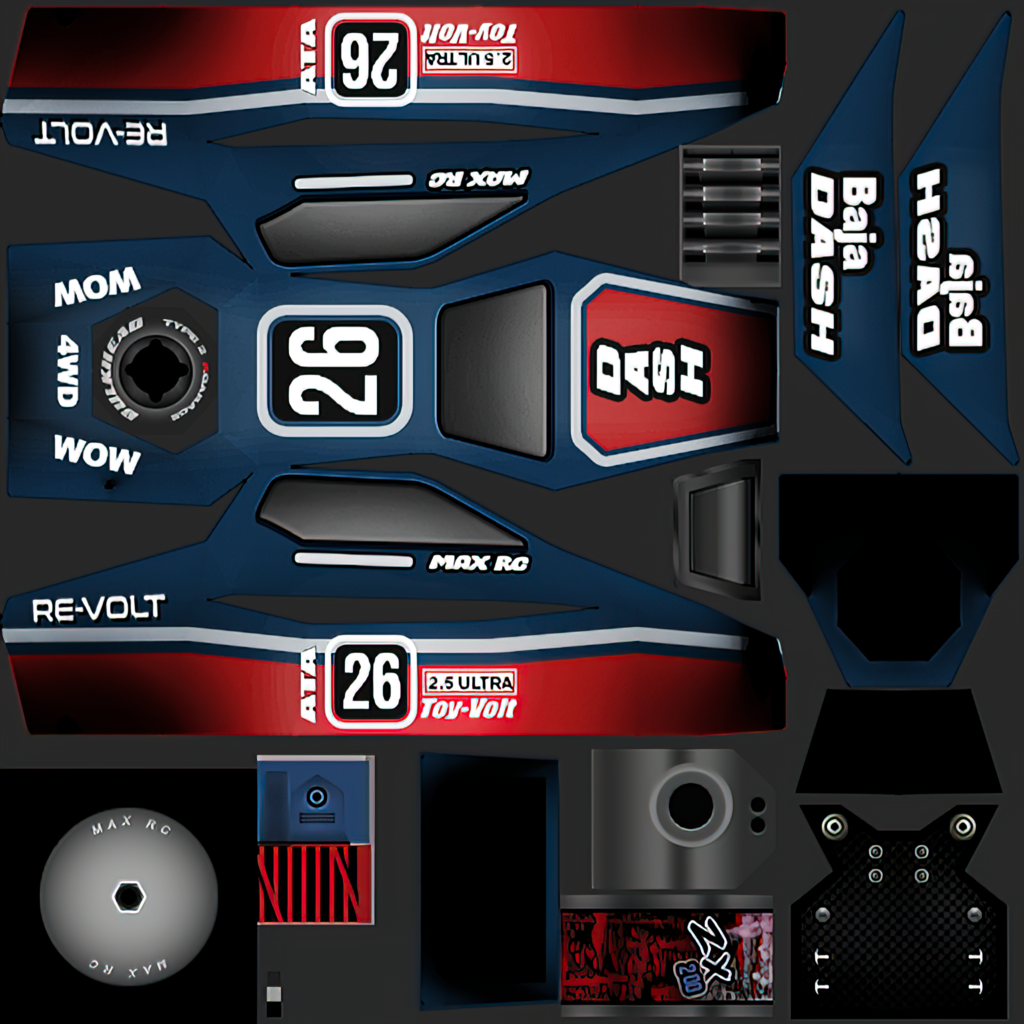 ATA
26
Toy-Volt
2.5 ULTRA
RE-VOLT
MAX RC
Baja
DASH
DASH
Baja
WOW
4WD
WOW
BULKHEAD
TYPE 2
26
DASH
MAX RC
RE-VOLT
ATA
26
2.5 ULTRA
Toy-Volt
MAX RC
MAX RC
ZX
200